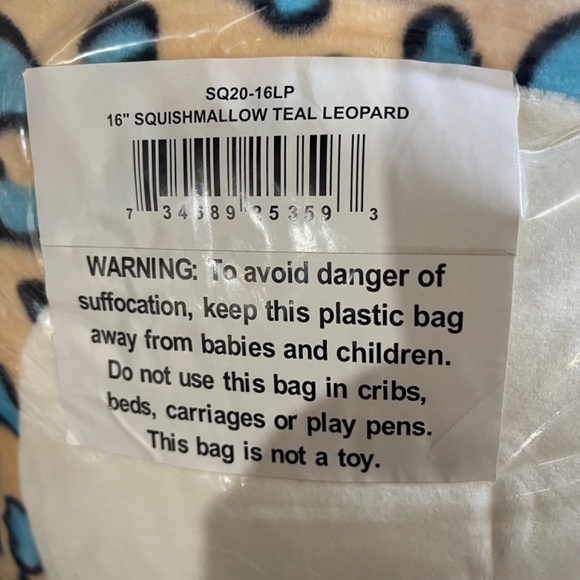 SQ20-16LP
16" SQUISHMALLOW TEAL LEOPARD
7 34689 25359 3
WARNING: To avoid danger of
suffocation, keep this plastic bag
away from babies and children.
Do not use this bag in cribs,
beds, carriages or play pens.
This bag is not a toy.